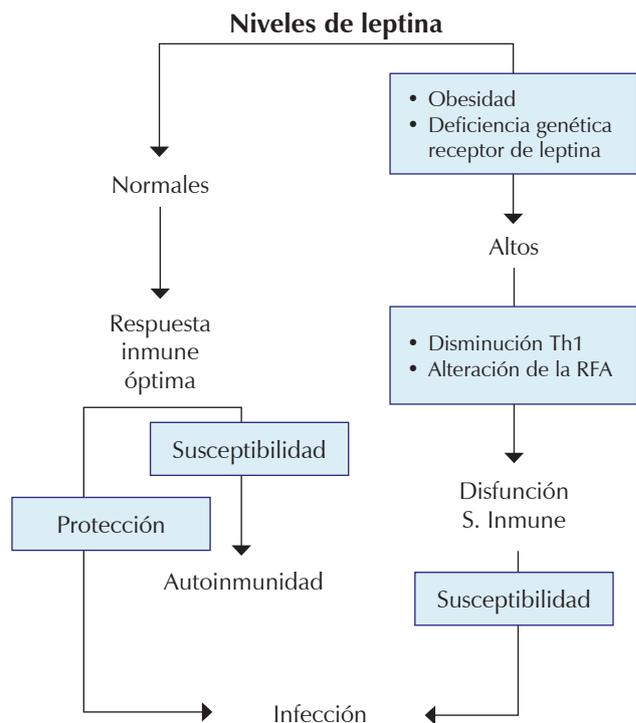 Niveles de leptina
• Obesidad
• Deficiencia genética
receptor de leptina
Normales
Altos
Respuesta
inmune
óptima
• Disminución Th1
• Alteración de la RFA
Susceptibilidad
Protección
Disfunción
S. Inmune
Autoinmunidad
Susceptibilidad
Infección